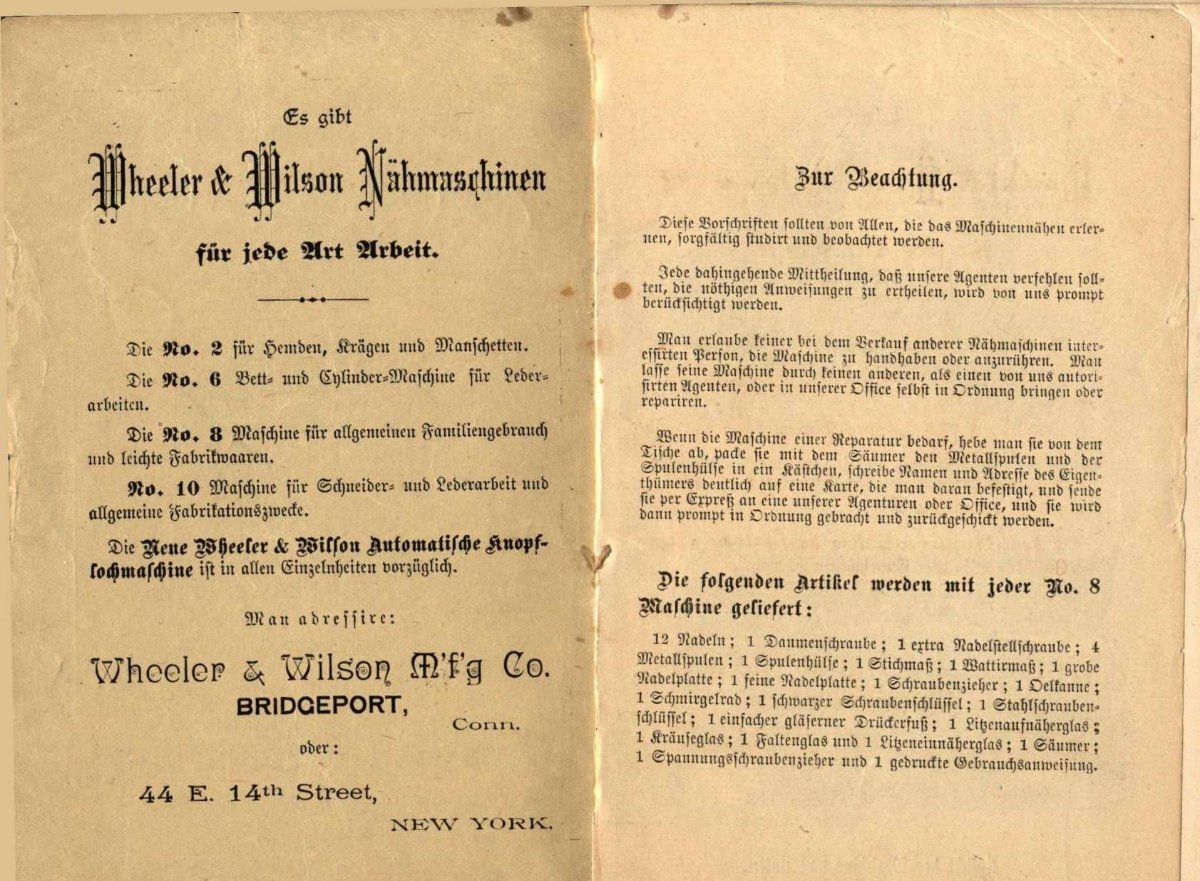 Es gibt
Wheeler & Wilson Nähmaschinen
für jede Art Arbeit.
Die No. 2 für Hemden, Krägen und Manschetten.
Die No. 6 Bett- und Cylinder-Maschine für Leder-
arbeiten.
Die No. 8 Maschine für allgemeinen Familiengebrauch
und leichte Fabrikwaaren.
No. 10 Maschine für Schneider- und Lederarbeit und
allgemeine Fabrikationszwecke.
Die Neue Wheeler & Wilson Automatische Knopf-
lochmaschine ist in allen Einzelnheiten vorzüglich.
Man adressire:
Wheeler & Wilson M'f'g Co.
BRIDGEPORT,
Conn.
oder:
44 E. 14th Street,
NEW YORK.
Zur Beachtung.
Diese Vorschriften sollten von Allen, die das Maschinennähen erler-
nen, sorgfältig studirt und beobachtet werden.
Jede dahingehende Mittheilung, daß unsere Agenten verfehlen soll-
ten, die nöthigen Anweisungen zu ertheilen, wird von uns prompt
berücksichtigt werden.
Man erlaube keiner bei dem Verkauf anderer Nähmaschinen inter-
essirten Person, die Maschine zu handhaben oder anzurühren. Man
lasse seine Maschine durch keinen anderen, als einen von uns autori-
sirten Agenten, oder in unserer Office selbst in Ordnung bringen oder
repariren.
Wenn die Maschine einer Reparatur bedarf, hebe man sie von dem
Tische ab, packe sie mit dem Säumer den Metallspulen und der
Spulenhülse in ein Kästchen, schreibe Namen und Adresse des Eigen-
thümers deutlich auf eine Karte, die man daran befestigt, und sende
sie per Expreß an eine unserer Agenturen oder Office, und sie wird
dann prompt in Ordnung gebracht und zurückgeschickt werden.
Die folgenden Artikel werden mit jeder No. 8
Maschine geliefert:
12 Nadeln; 1 Daumenschraube; 1 extra Nadelstellschraube; 4
Metallspulen; 1 Spulenhülse; 1 Stichmaß; 1 Wattirmaß; 1 grobe
Nadelplatte; 1 feine Nadelplatte; 1 Schraubenzieher; 1 Oelkanne;
1 Schmirgelrad; 1 schwarzer Schraubenschlüssel; 1 Stahlschrauben-
schlüssel; 1 einfacher gläserner Drückerfuß; 1 Litzenaufnäherglas;
1 Kräuseglas; 1 Faltenglas und 1 Litzeneinnäherglas; 1 Säumer;
1 Spannungsschraubenzieher und 1 gedruckte Gebrauchsanweisung.